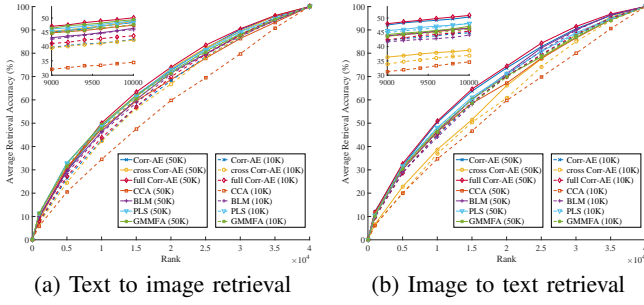 100
90
80
70
60
50
40
30
20
10
0
Average Retrieval Accuracy (%)
50
45
40
35
30
9000
10000
Corr-AE (50K)
cross Corr-AE (50K)
full Corr-AE (50K)
CCA (50K)
BLM (50K)
PLS (50K)
GMMFA (50K)
Corr-AE (10K)
cross Corr-AE (10K)
full Corr-AE (10K)
CCA (10K)
BLM (10K)
PLS (10K)
GMMFA (10K)
0 0.5 1 1.5 2 2.5 3 3.5 4
Rank
×10⁴
(a) Text to image retrieval
100
90
80
70
60
50
40
30
20
10
0
Average Retrieval Accuracy (%)
50
45
40
35
30
9000
10000
Corr-AE (50K)
cross Corr-AE (50K)
full Corr-AE (50K)
CCA (50K)
BLM (50K)
PLS (50K)
GMMFA (50K)
Corr-AE (10K)
cross Corr-AE (10K)
full Corr-AE (10K)
CCA (10K)
BLM (10K)
PLS (10K)
GMMFA (10K)
0 0.5 1 1.5 2 2.5 3 3.5 4
Rank
×10⁴
(b) Image to text retrieval